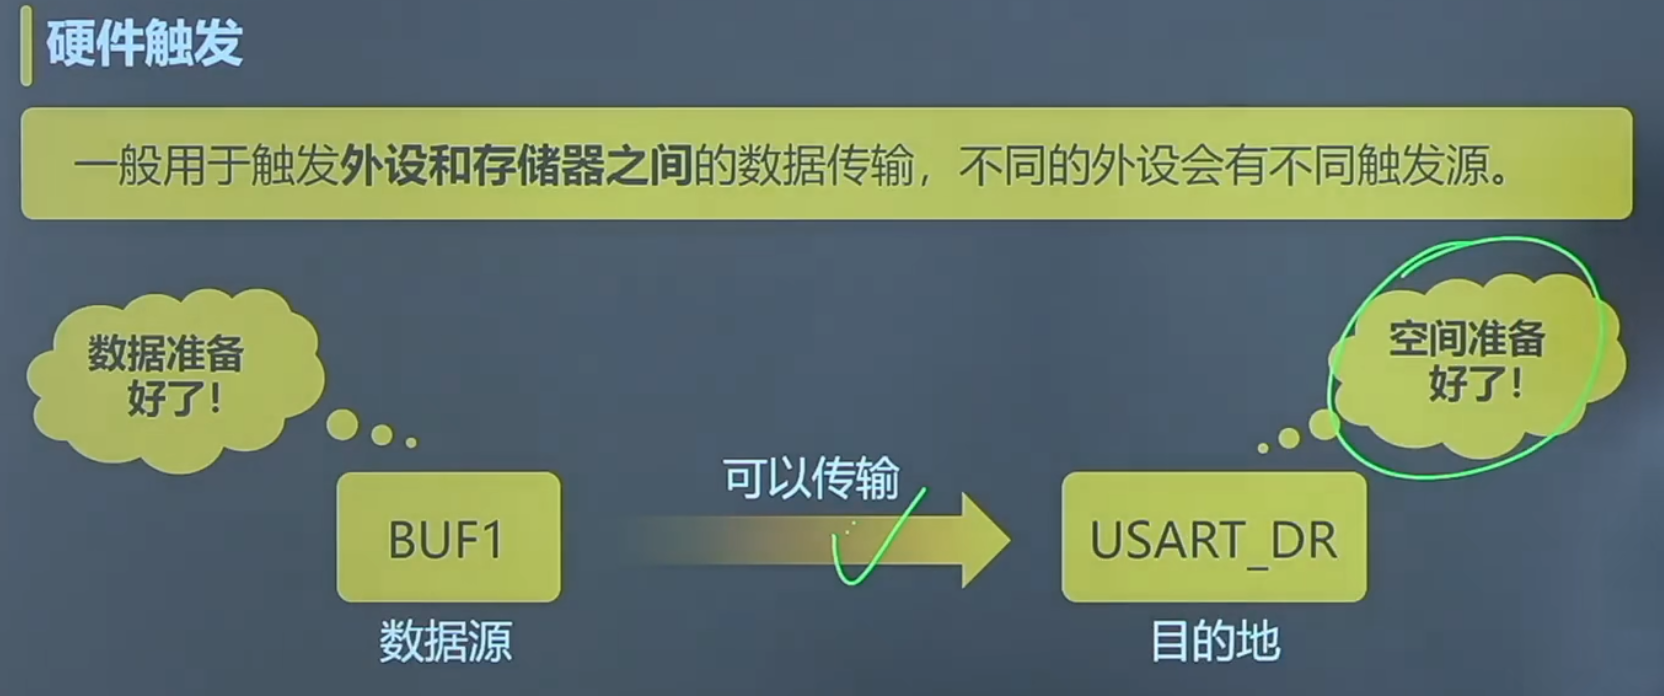 硬件触发
一般用于触发外设和存储器之间的数据传输，不同的外设会有不同触发源。
数据准备
好了！
空间准备
好了！
可以传输
BUF1
USART_DR
数据源
目的地